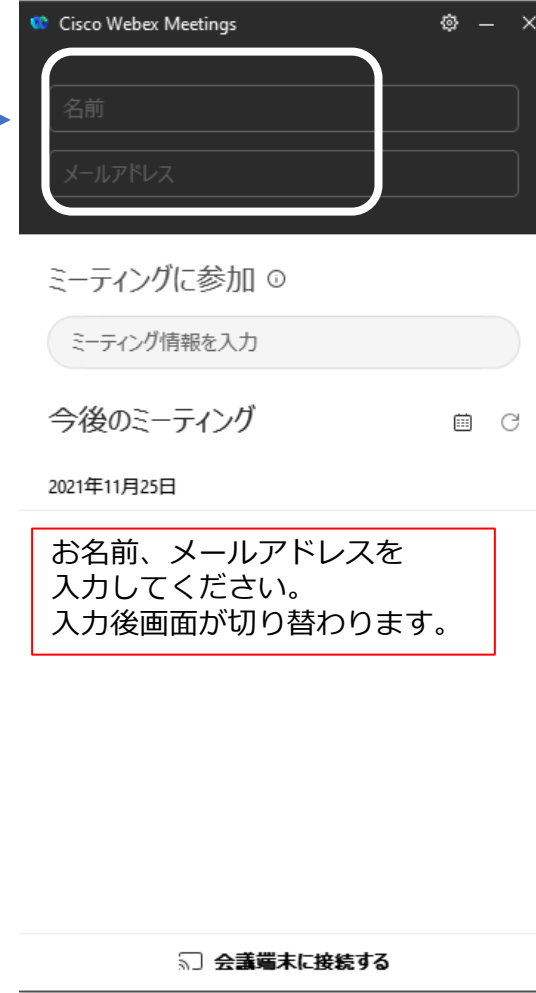 Cisco Webex Meetings
名前
メールアドレス
ミーティングに参加
ミーティング情報を入力
今後のミーティング
2021年11月25日
お名前、メールアドレスを
入力してください。
入力後画面が切り替わります。
会議端末に接続する